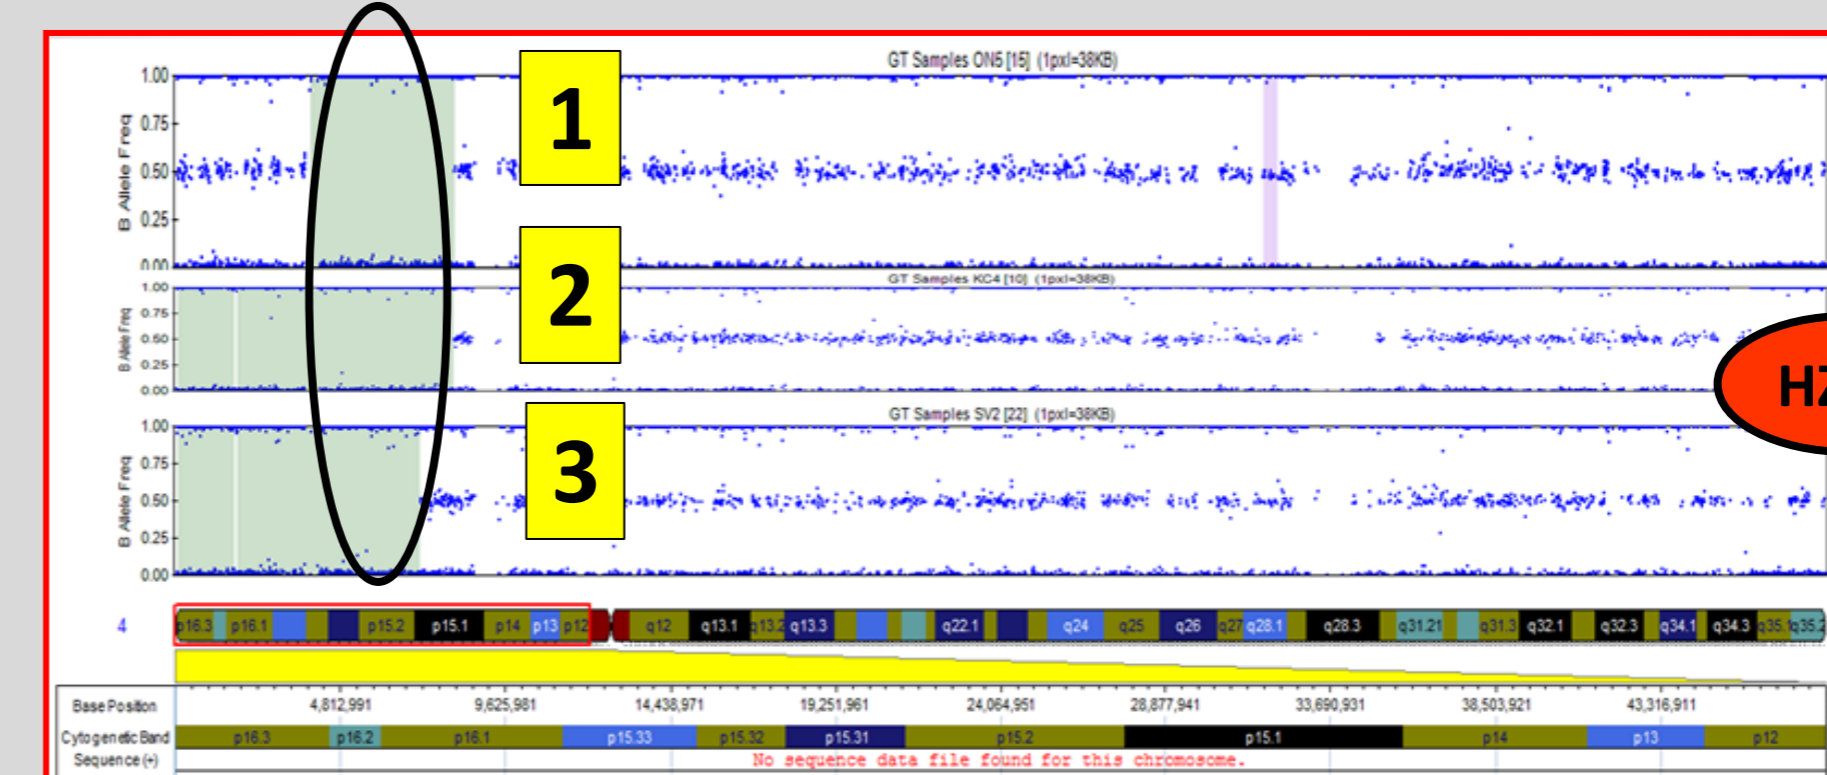 GT Samples ON5 [15] (1pxl=38KB)
1.00
0.75
0.50
0.25
0.00
B Allele Freq
1
GT Samples KC4 [10] (1pxl=38KB)
1.00
0.75
0.50
0.25
0.00
B Allele Freq
2
HZ
GT Samples SV2 [22] (1pxl=38KB)
1.00
0.75
0.50
0.25
0.00
B Allele Freq
3
4 p16.3 p16.1 p15.2 p15.1 p14 p13 p12 q12 q13.1 q13.2 q13.3 q22.1 q24 q25 q26 q27 q28.1 q28.3 q31.21 q31.3 q32.1 q32.3 q34.1 q34.3 q35.1 q35.2
Base Position 4,812,991 9,625,981 14,438,971 19,251,961 24,064,951 28,877,941 33,690,931 38,503,921 43,316,911
Cytogenetic Band p16.3 p16.2 p16.1 p15.33 p15.32 p15.31 p15.2 p15.1 p14 p13 p12
Sequence (+) No sequence data file found for this chromosome.